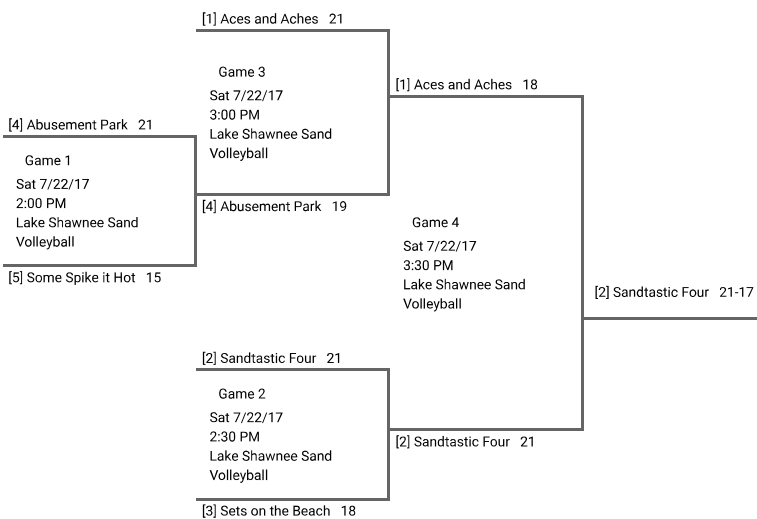 [1] Aces and Aches 21
Game 3
Sat 7/22/17
3:00 PM
Lake Shawnee Sand
Volleyball
[4] Abusement Park 19
[4] Abusement Park 21
Game 1
Sat 7/22/17
2:00 PM
Lake Shawnee Sand
Volleyball
[5] Some Spike it Hot 15
[1] Aces and Aches 18
Game 4
Sat 7/22/17
3:30 PM
Lake Shawnee Sand
Volleyball
[2] Sandtastic Four 21-17
[2] Sandtastic Four 21
Game 2
Sat 7/22/17
2:30 PM
Lake Shawnee Sand
Volleyball
[3] Sets on the Beach 18
[2] Sandtastic Four 21